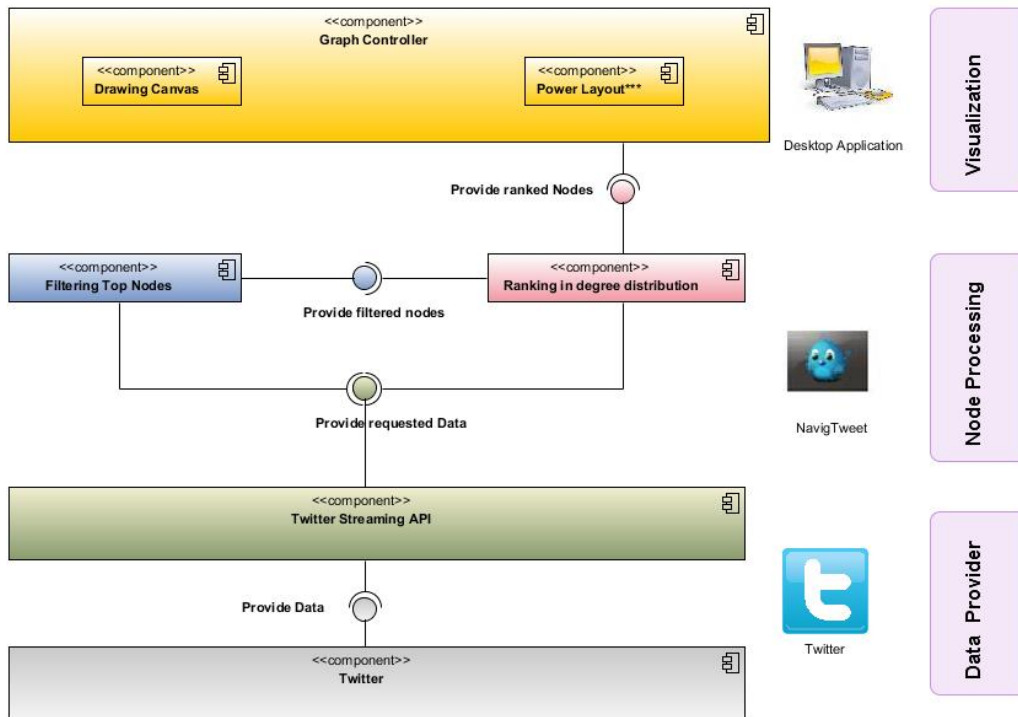 <<component>>
Graph Controller
<<component>>
Drawing Canvas
<<component>>
Power Layout***
Desktop Application
Visualization
Provide ranked Nodes
<<component>>
Filtering Top Nodes
<<component>>
Ranking in degree distribution
Provide filtered nodes
Node Processing
NavigTweet
Provide requested Data
<<component>>
Twitter Streaming API
Provide Data
Twitter
Data Provider
<<component>>
Twitter